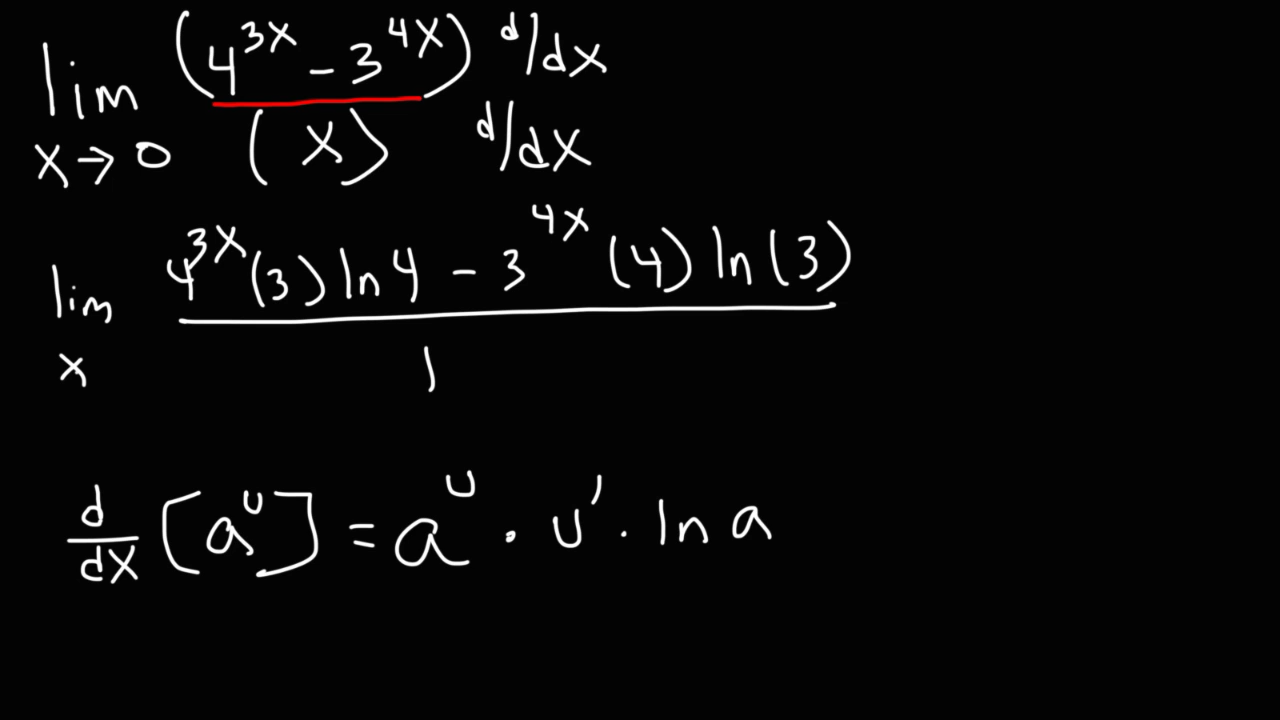 lim (4^{3x} - 3^{4x}) d/dx
x→0 (x) d/dx
lim 4^{3x}(3) ln 4 - 3^{4x} (4) ln (3)
x 1
d/dx [a^u] = a^u · u' · ln a